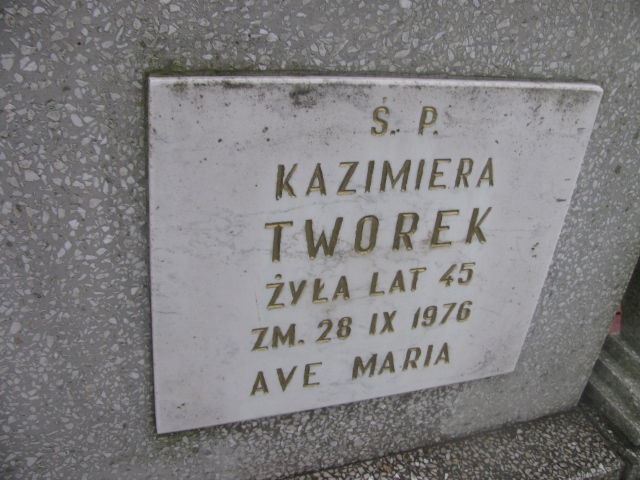 Ś. P.
KAZIMIERA
TWOREK
ŻYŁA LAT 45
ZM. 28 IX 1976
AVE MARIA